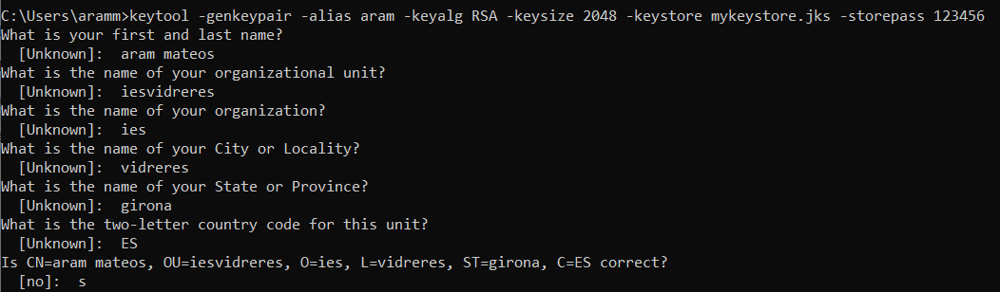 C:\Users\aramm>keytool -genkeypair -alias aram -keyalg RSA -keysize 2048 -keystore mykeystore.jks -storepass 123456
What is your first and last name?
  [Unknown]:  aram mateos
What is the name of your organizational unit?
  [Unknown]:  iesvidreres
What is the name of your organization?
  [Unknown]:  ies
What is the name of your City or Locality?
  [Unknown]:  vidreres
What is the name of your State or Province?
  [Unknown]:  girona
What is the two-letter country code for this unit?
  [Unknown]:  ES
Is CN=aram mateos, OU=iesvidreres, O=ies, L=vidreres, ST=girona, C=ES correct?
  [no]:  s